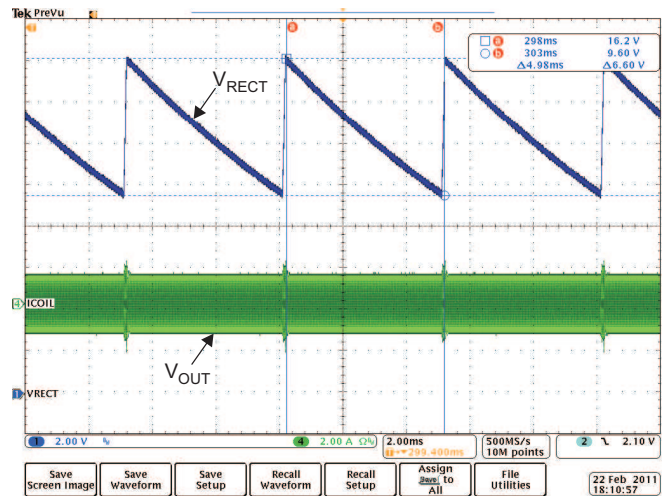 Tek PreVu
a
b
a 298ms 16.2 V
b 303ms 9.60 V
Δ4.98ms Δ6.60 V
VRECT
4 ICOIL
VOUT
1 VRECT
1 2.00 V
4 2.00 A Ω
2.00ms
299.400ms
500MS/s
10M points
2 2.10 V
Save Screen Image
Save Waveform
Save Setup
Recall Waveform
Recall Setup
Assign Save to All
File Utilities
22 Feb 2011
18:10:57